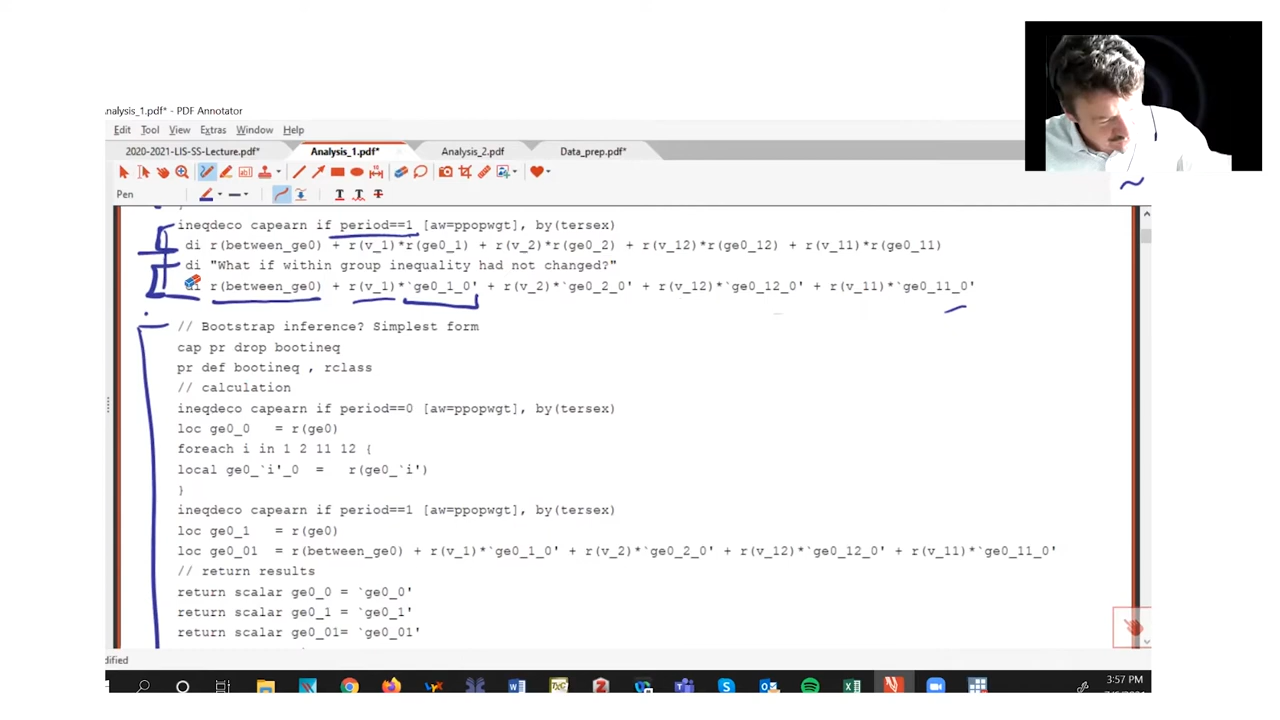 nalysis_1.pdf* - PDF Annotator
Edit Tool View Extras Window Help
2020-2021-LIS-SS-Lecture.pdf* Analysis_1.pdf* Analysis_2.pdf Data_prep.pdf*
Pen
ineqdeco capearn if period==1 [aw=ppopwgt], by(tersex)
di r(between_ge0) + r(v_1)*r(ge0_1) + r(v_2)*r(ge0_2) + r(v_12)*r(ge0_12) + r(v_11)*r(ge0_11)
di "What if within group inequality had not changed?"
di r(between_ge0) + r(v_1)*`ge0_1_0' + r(v_2)*`ge0_2_0' + r(v_12)*`ge0_12_0' + r(v_11)*`ge0_11_0'
// Bootstrap inference? Simplest form
cap pr drop bootineq
pr def bootineq , rclass
// calculation
ineqdeco capearn if period==0 [aw=ppopwgt], by(tersex)
loc ge0_0 = r(ge0)
foreach i in 1 2 11 12 {
local ge0_`i'_0 = r(ge0_`i')
}
ineqdeco capearn if period==1 [aw=ppopwgt], by(tersex)
loc ge0_1 = r(ge0)
loc ge0_01 = r(between_ge0) + r(v_1)*`ge0_1_0' + r(v_2)*`ge0_2_0' + r(v_12)*`ge0_12_0' + r(v_11)*`ge0_11_0'
// return results
return scalar ge0_0 = `ge0_0'
return scalar ge0_1 = `ge0_1'
return scalar ge0_01= `ge0_01'
dified
3:57 PM